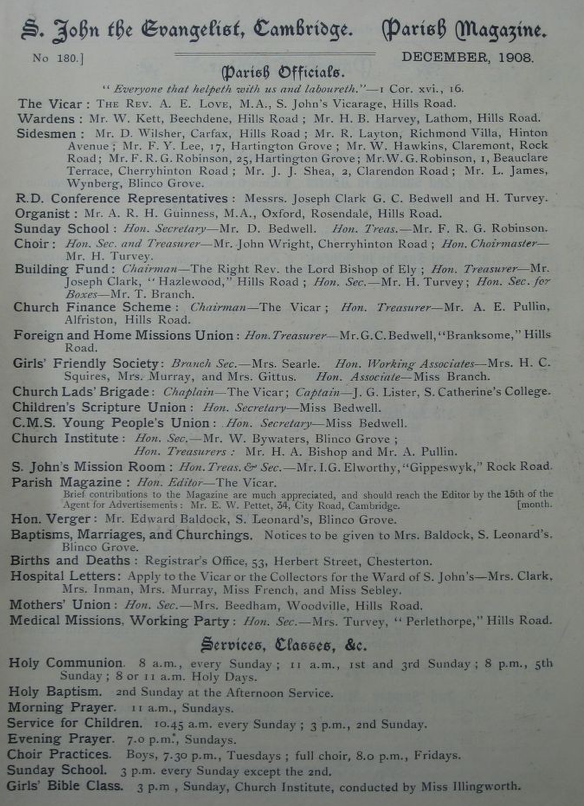 S. John the Evangelist, Cambridge. Parish Magazine.
No 180.] DECEMBER, 1908.
Parish Officials.
“ Everyone that helpeth with us and laboureth.”—1 Cor. xvi., 16.
The Vicar : THE REV. A. E. LOVE, M.A., S. John's Vicarage, Hills Road.
Wardens : Mr. W. Kett, Beechdene, Hills Road ; Mr. H. B. Harvey, Lathom, Hills Road.
Sidesmen : Mr. D. Wilsher, Carfax, Hills Road ; Mr. R. Layton, Richmond Villa, Hinton
Avenue ; Mr. F. Y. Lee, 17, Hartington Grove ; Mr. W. Hawkins, Claremont, Rock
Road ; Mr. F. R. G. Robinson, 25, Hartington Grove ; Mr. W. G. Robinson, 1, Beauclare
Terrace, Cherryhinton Road ; Mr. J. J. Shea, 2, Clarendon Road ; Mr. L. James,
Wynberg, Blinco Grove.
R.D. Conference Representatives : Messrs. Joseph Clark G. C. Bedwell and H. Turvey.
Organist : Mr. A. R. H. Guinness, M.A., Oxford, Rosendale, Hills Road.
Sunday School : Hon. Secretary—Mr. D. Bedwell. Hon. Treas.—Mr. F. R. G. Robinson.
Choir : Hon. Sec. and Treasurer—Mr. John Wright, Cherryhinton Road ; Hon. Choirmaster—
Mr. H. Turvey.
Building Fund : Chairman—The Right Rev. the Lord Bishop of Ely ; Hon. Treasurer—Mr.
Joseph Clark, “ Hazlewood,” Hills Road ; Hon. Sec.—Mr. H. Turvey ; Hon. Sec. for
Boxes—Mr. T. Branch.
Church Finance Scheme : Chairman—The Vicar ; Hon. Treasurer—Mr. A. E. Pullin,
Alfriston, Hills Road.
Foreign and Home Missions Union : Hon. Treasurer—Mr. G. C. Bedwell, “Branksome,” Hills
Road.
Girls' Friendly Society : Branch Sec.—Mrs. Searle. Hon. Working Associates—Mrs. H. C.
Squires, Mrs. Murray, and Mrs. Gittus. Hon. Associate—Miss Branch.
Church Lads' Brigade : Chaplain—The Vicar ; Captain—J. G. Lister, S. Catherine's College.
Children's Scripture Union : Hon. Secretary—Miss Bedwell.
C.M.S. Young People's Union : Hon. Secretary—Miss Bedwell.
Church Institute : Hon. Sec.—Mr. W. Bywaters, Blinco Grove ;
Hon. Treasurers : Mr. H. A. Bishop and Mr. A. Pullin.
S. John's Mission Room : Hon. Treas. & Sec.—Mr. I.G. Elworthy, “Gippeswyk,” Rock Road.
Parish Magazine : Hon. Editor—The Vicar.
Brief contributions to the Magazine are much appreciated, and should reach the Editor by the 15th of the
Agent for Advertisements : Mr. E. W. Pettet, 34, City Road, Cambridge. [month.
Hon. Verger : Mr. Edward Baldock, S. Leonard's, Blinco Grove.
Baptisms, Marriages, and Churchings. Notices to be given to Mrs. Baldock, S. Leonard's.
Blinco Grove.
Births and Deaths : Registrar's Office, 53, Herbert Street, Chesterton.
Hospital Letters : Apply to the Vicar or the Collectors for the Ward of S. John's—Mrs. Clark,
Mrs. Inman, Mrs. Murray, Miss French, and Miss Sebley.
Mothers' Union : Hon. Sec.—Mrs. Beedham, Woodville, Hills Road.
Medical Missions, Working Party : Hon. Sec.—Mrs. Turvey, “ Perlethorpe,” Hills Road.
Services, Classes, &c.
Holy Communion. 8 a.m., every Sunday ; 11 a.m., 1st and 3rd Sunday ; 8 p.m., 5th
Sunday ; 8 or 11 a.m. Holy Days.
Holy Baptism. 2nd Sunday at the Afternoon Service.
Morning Prayer. 11 a.m., Sundays.
Service for Children. 10.45 a.m. every Sunday ; 3 p.m., 2nd Sunday.
Evening Prayer. 7.0 p.m., Sundays.
Choir Practices. Boys, 7.30 p.m., Tuesdays ; full choir, 8.0 p.m., Fridays.
Sunday School. 3 p.m. every Sunday except the 2nd.
Girls' Bible Class. 3 p.m , Sunday, Church Institute, conducted by Miss Illingworth.